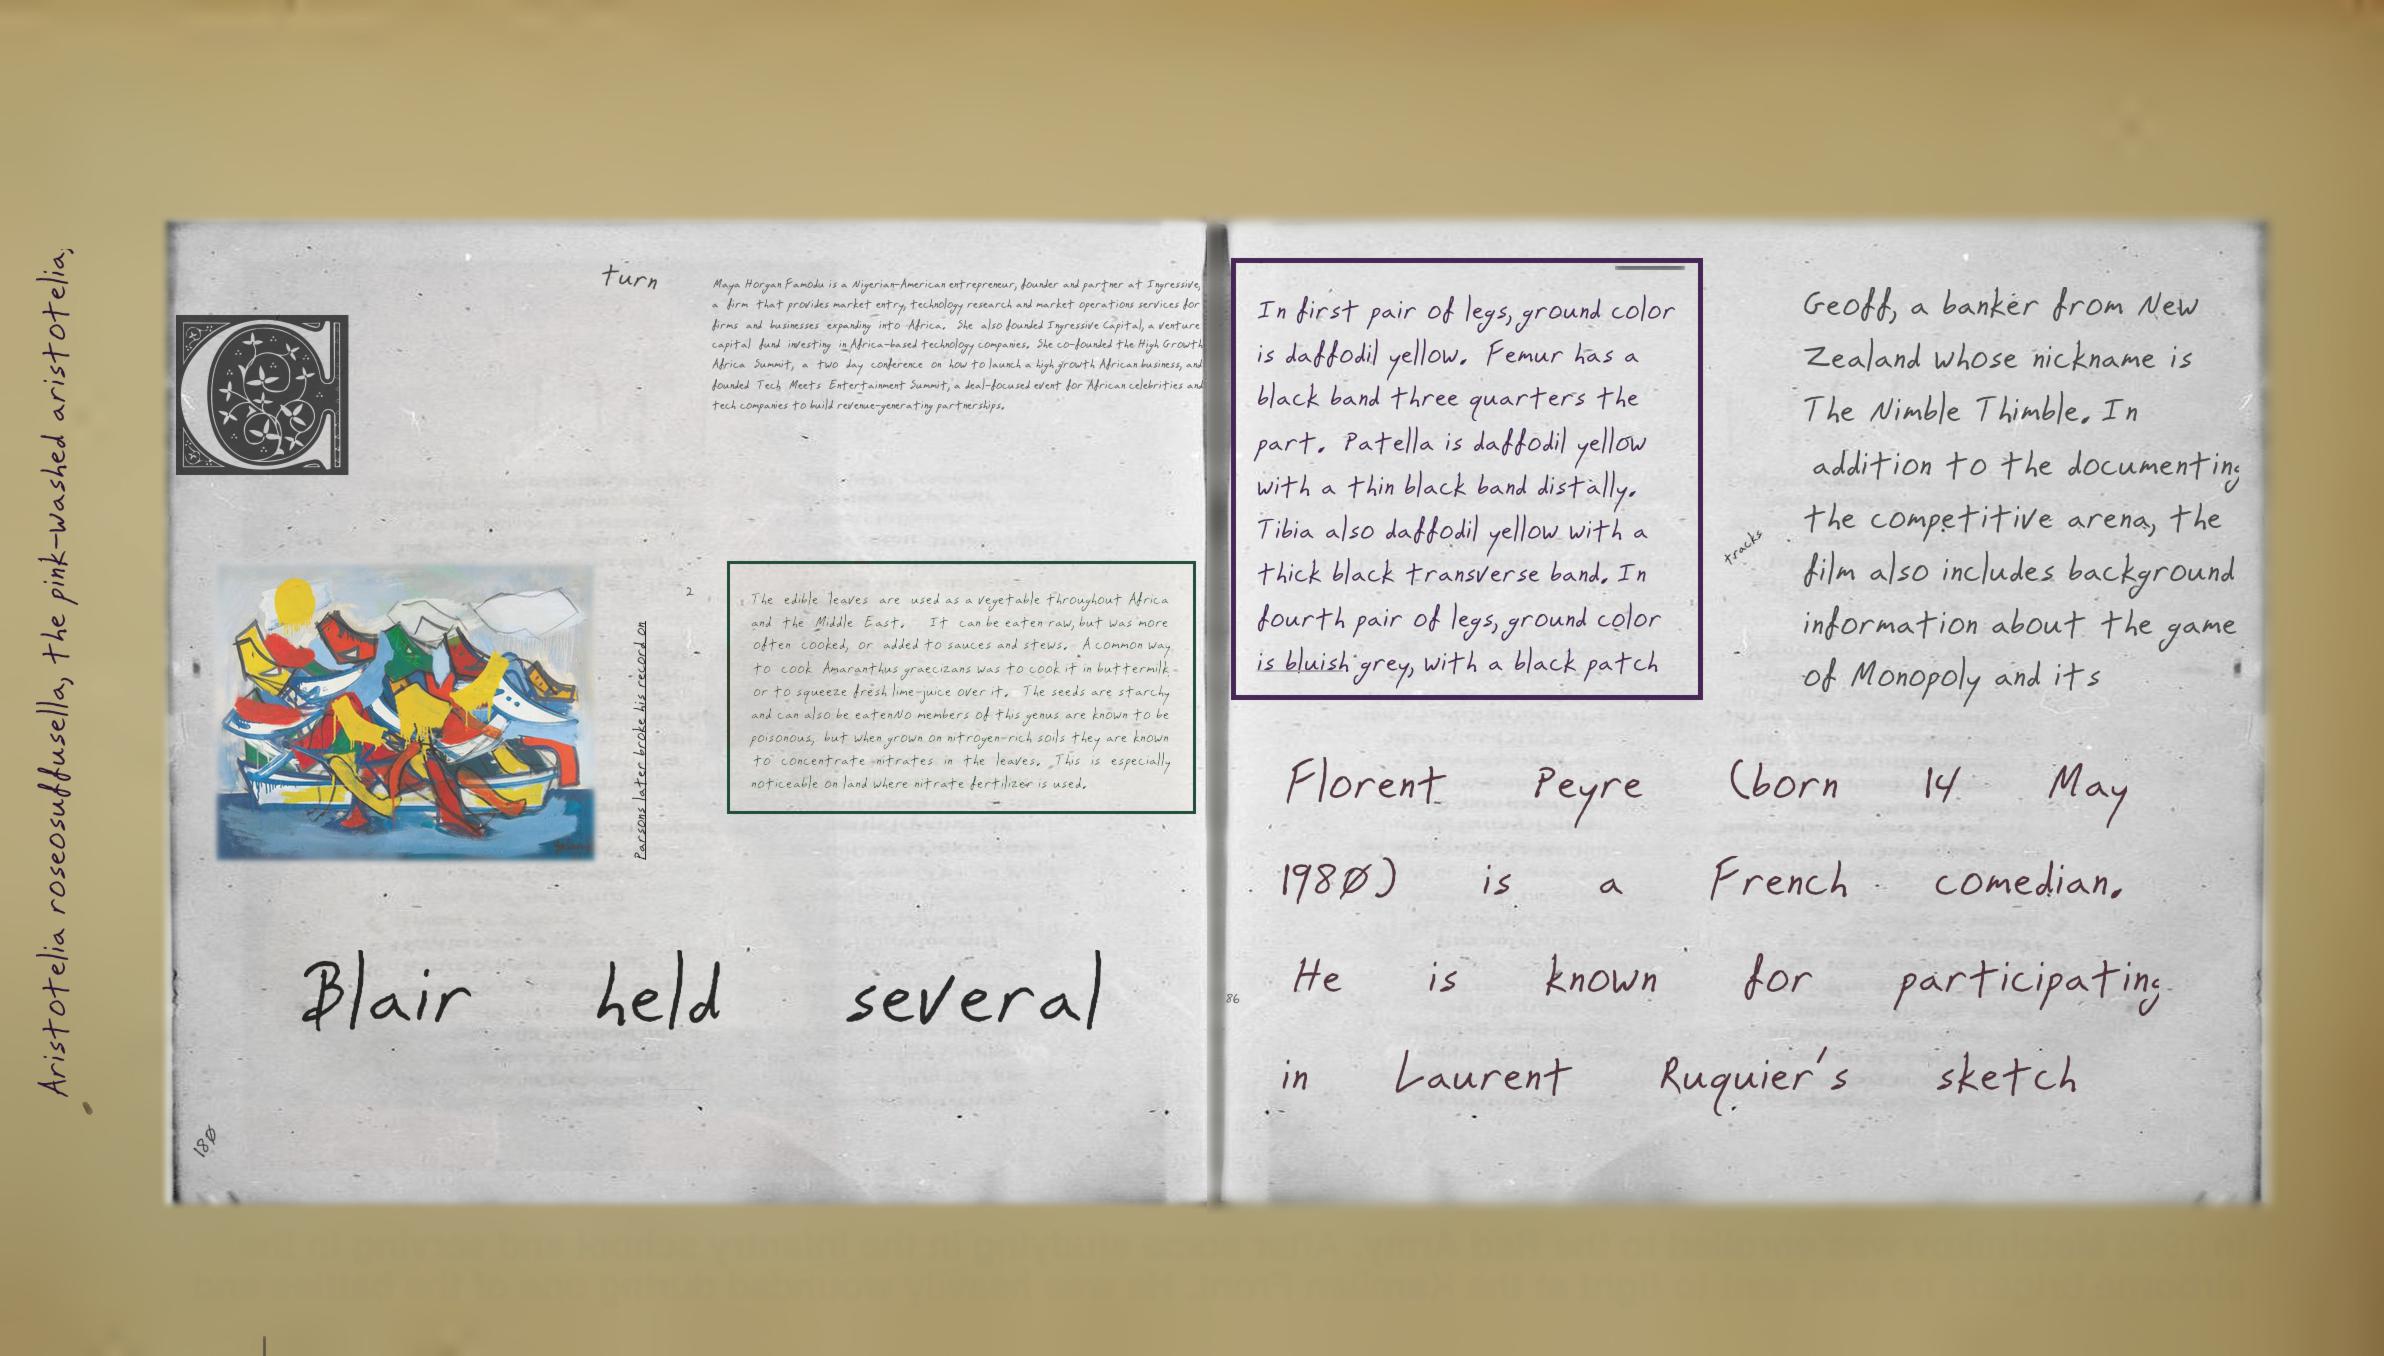 Aristotelia roseosuffusella, the pink-washed aristotelia,
turn
Maya Horgan Famodu is a Nigerian-American entrepreneur, founder and partner at Ingressive,
a firm that provides market entry, technology research and market operations services for
firms and businesses expanding into Africa. She also founded Ingressive Capital, a venture
capital fund investing in Africa-based technology companies. She co-founded the High Growth
Africa Summit, a two day conference on how to launch a high growth African business, and
founded Tech Meets Entertainment Summit, a deal-focused event for African celebrities and
tech companies to build revenue-generating partnerships.
C
2
Parsons later broke his record on
The edible leaves are used as a vegetable throughout Africa
and the Middle East. It can be eaten raw, but was more
often cooked, or added to sauces and stews. A common way
to cook Amaranthus graecizans was to cook it in buttermilk
or to squeeze fresh lime-juice over it. The seeds are starchy
and can also be eatenNo members of this genus are known to be
poisonous, but when grown on nitrogen-rich soils they are known
to concentrate nitrates in the leaves. This is especially
noticeable on land where nitrate fertilizer is used.
Blair held several
180
In first pair of legs, ground color
is daffodil yellow. Femur has a
black band three quarters the
part. Patella is daffodil yellow
with a thin black band distally.
Tibia also daffodil yellow with a
thick black transverse band. In
fourth pair of legs, ground color
is bluish grey, with a black patch
tracks
Geoff, a banker from New
Zealand whose nickname is
The Nimble Thimble. In
addition to the documenting
the competitive arena, the
film also includes background
information about the game
of Monopoly and its
Florent Peyre (born 14 May
1980) is a French comedian.
He is known for participating
in Laurent Ruquier's sketch
86